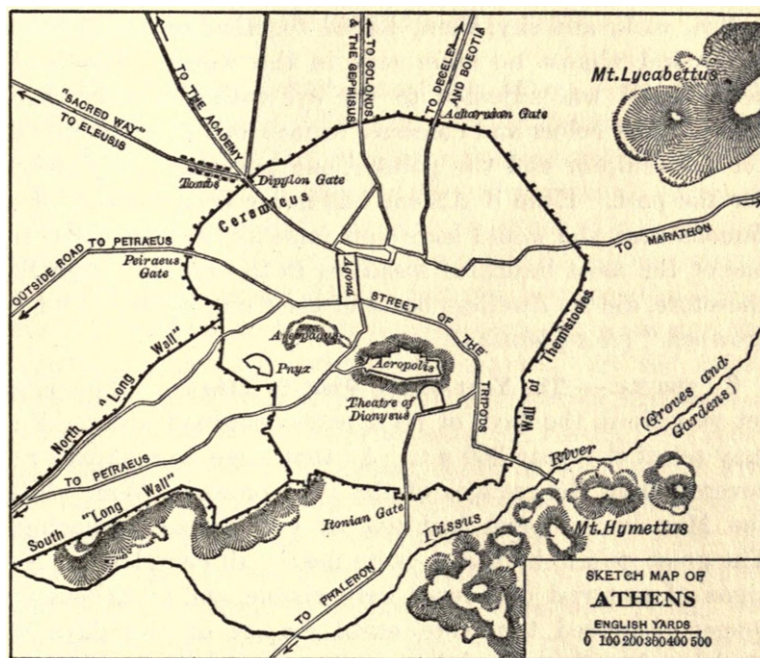 TO COLONOS
& THE CEPHISUS
TO DECELEA
AND BOEOTIA
Mt.Lycabettus
TO THE ACADEMY
"SACRED WAY"
TO ELEUSIS
Acharnian Gate
Tombs
Dipylon Gate
Ceramicus
TO MARATHON
OUTSIDE ROAD TO PEIRAEUS
Peiraeus
Gate
Agora
STREET OF THE
TRIPODS
Areopagus
Pnyx
Acropolis
Theatre of
Dionysus
Wall of Themistocles
North "Long Wall"
TO PEIRAEUS
South "Long Wall"
Itonian Gate
Ilissus River
(Groves and
Gardens)
Mt.Hymettus
TO PHALERON
SKETCH MAP OF
ATHENS
ENGLISH YARDS
0 100 200 300 400 500